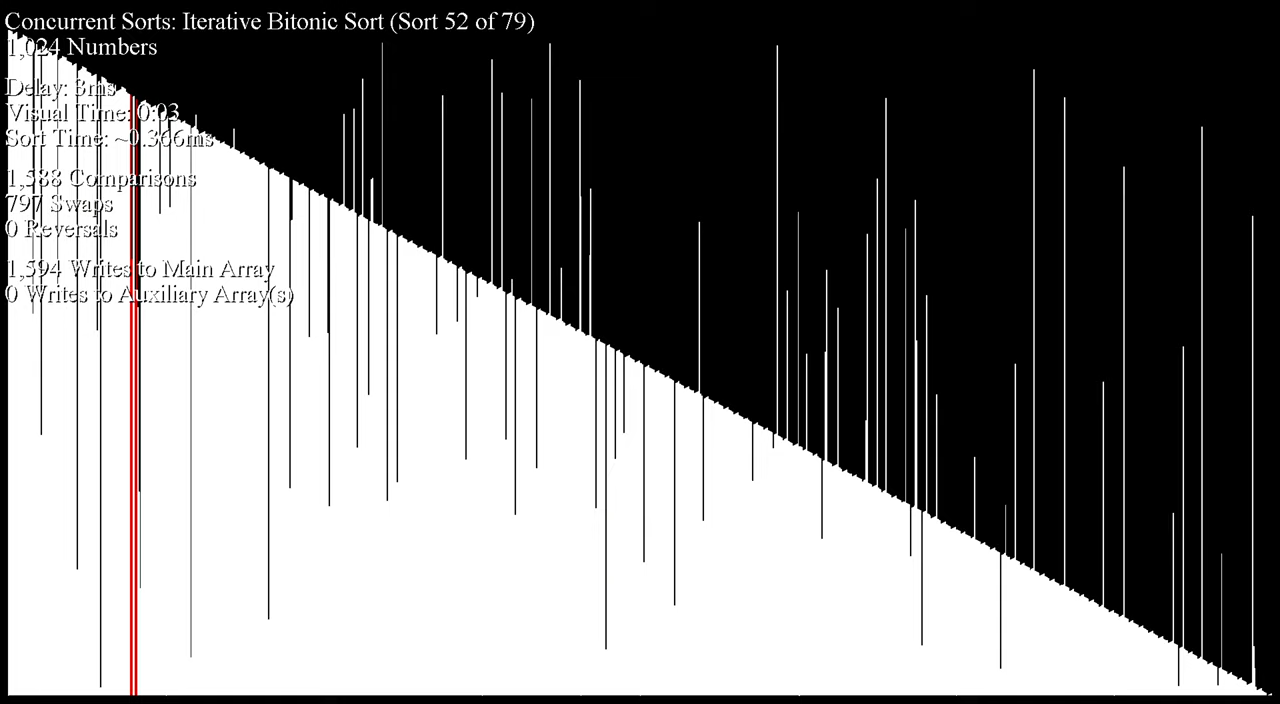 Concurrent Sorts: Iterative Bitonic Sort (Sort 52 of 79)
1,024 Numbers
Delay: 3ms
Visual Time: 0:03
Sort Time: ~0.366ms
1,588 Comparisons
797 Swaps
0 Reversals
1,594 Writes to Main Array
0 Writes to Auxiliary Array(s)